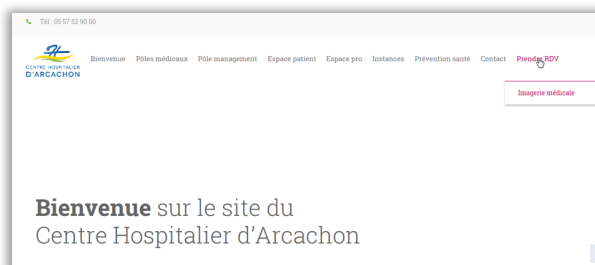 Tél : 05 57 52 90 00
CENTRE HOSPITALIER
D'ARCACHON
Bienvenue Pôles médicaux Pôle management Espace patient Espace pro Instances Prévention santé Contact Prendre RDV
Imagerie médicale
Bienvenue sur le site du
Centre Hospitalier d'Arcachon